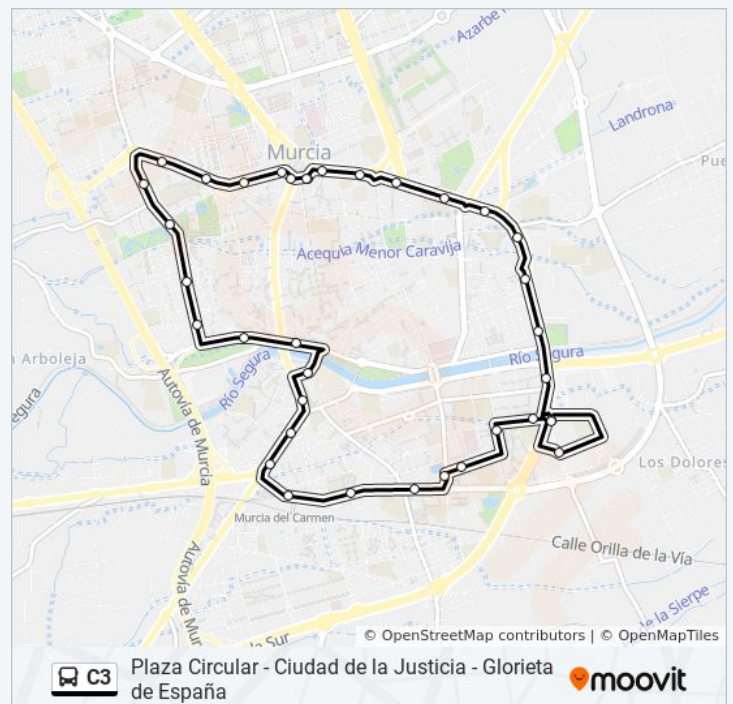 Azarbe
Landrona
Murcia
Pue
Acequia Menor Caravija
Arboleja
Río Segura
Río Segura
egura
Autovía de Murcia
Los Dolores
Murcia del Carmen
Calle Orilla de la Vía
Autovía de Mur
de la Sierpe
la Sur
© OpenStreetMap contributors | © OpenMapTiles
C3 Plaza Circular - Ciudad de la Justicia - Glorieta
de España
moovit